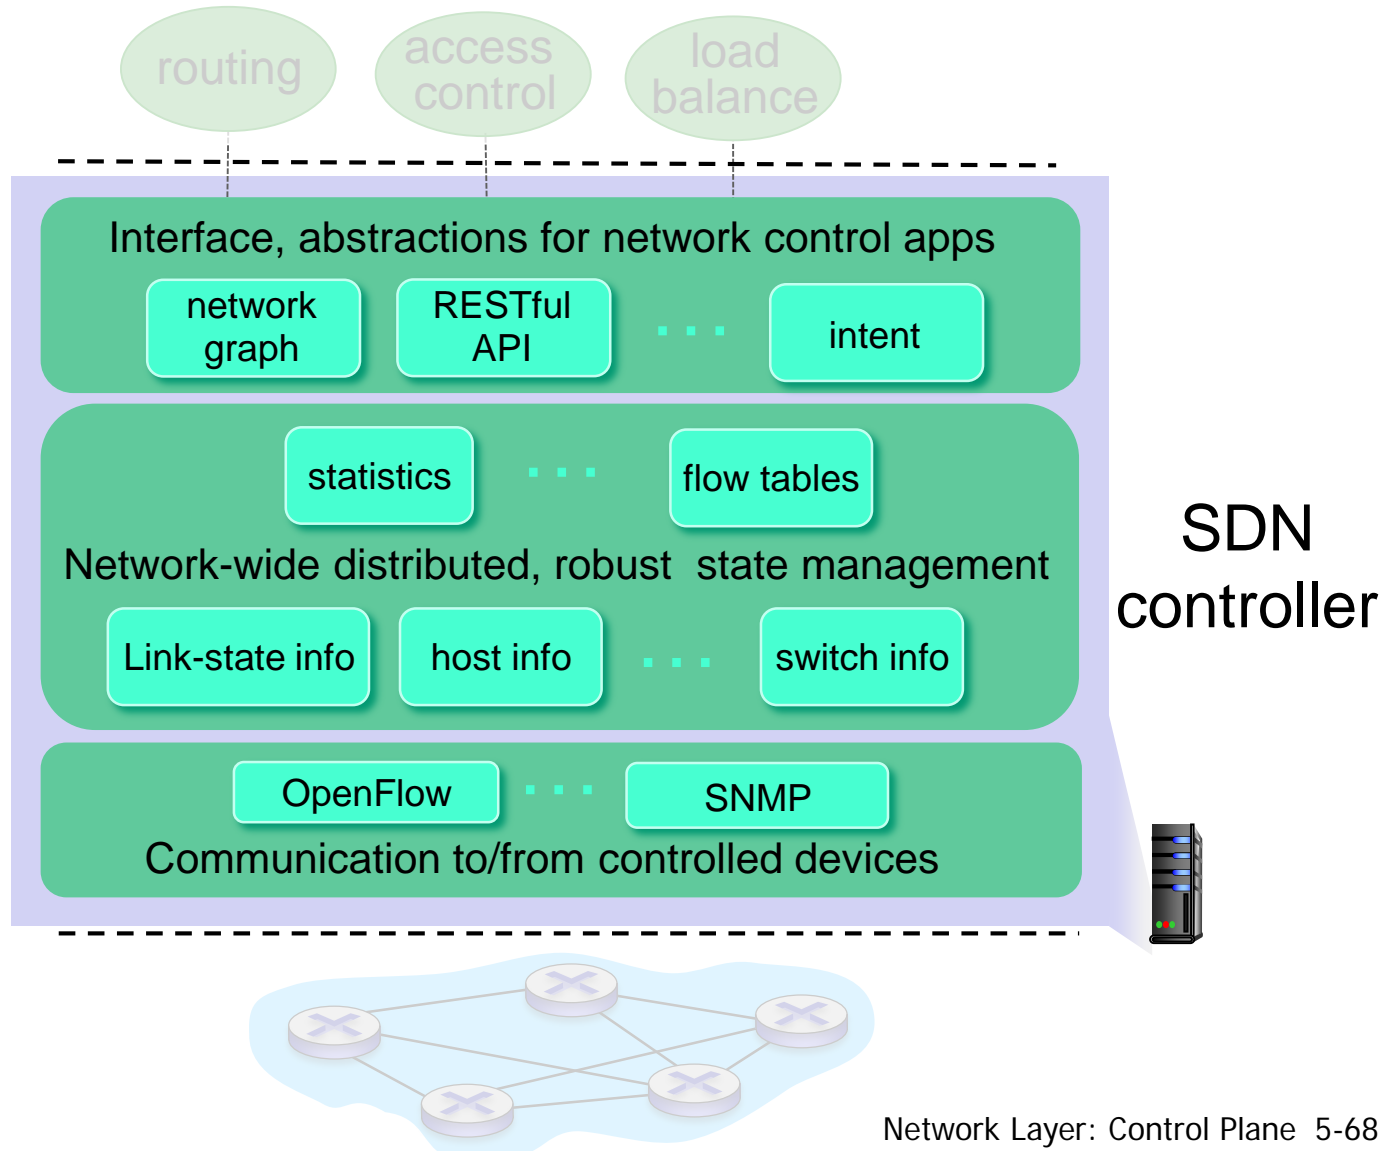 routing
access
control
load
balance
Interface, abstractions for network control apps
network
graph
RESTful
API
. . .
intent
statistics
. . .
flow tables
Network-wide distributed, robust  state management
Link-state info
host info
. . .
switch info
OpenFlow
. . .
SNMP
Communication to/from controlled devices
SDN
controller
Network Layer: Control Plane  5-68